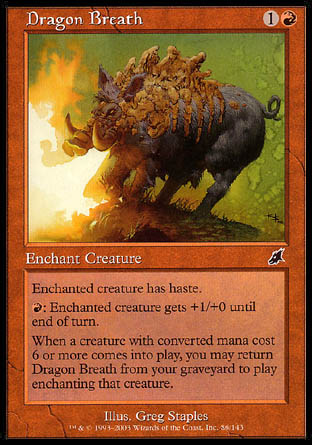 Dragon Breath 1
Enchant Creature
Enchanted creature has haste.
: Enchanted creature gets +1/+0 until
end of turn.
When a creature with converted mana cost
6 or more comes into play, you may return
Dragon Breath from your graveyard to play
enchanting that creature.
Illus. Greg Staples
™ & © 1993-2003 Wizards of the Coast, Inc. 86/143